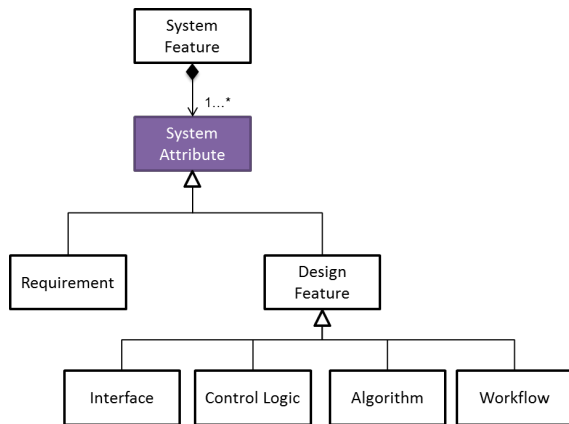 System
Feature
1...*
System
Attribute
Requirement
Design
Feature
Interface
Control Logic
Algorithm
Workflow